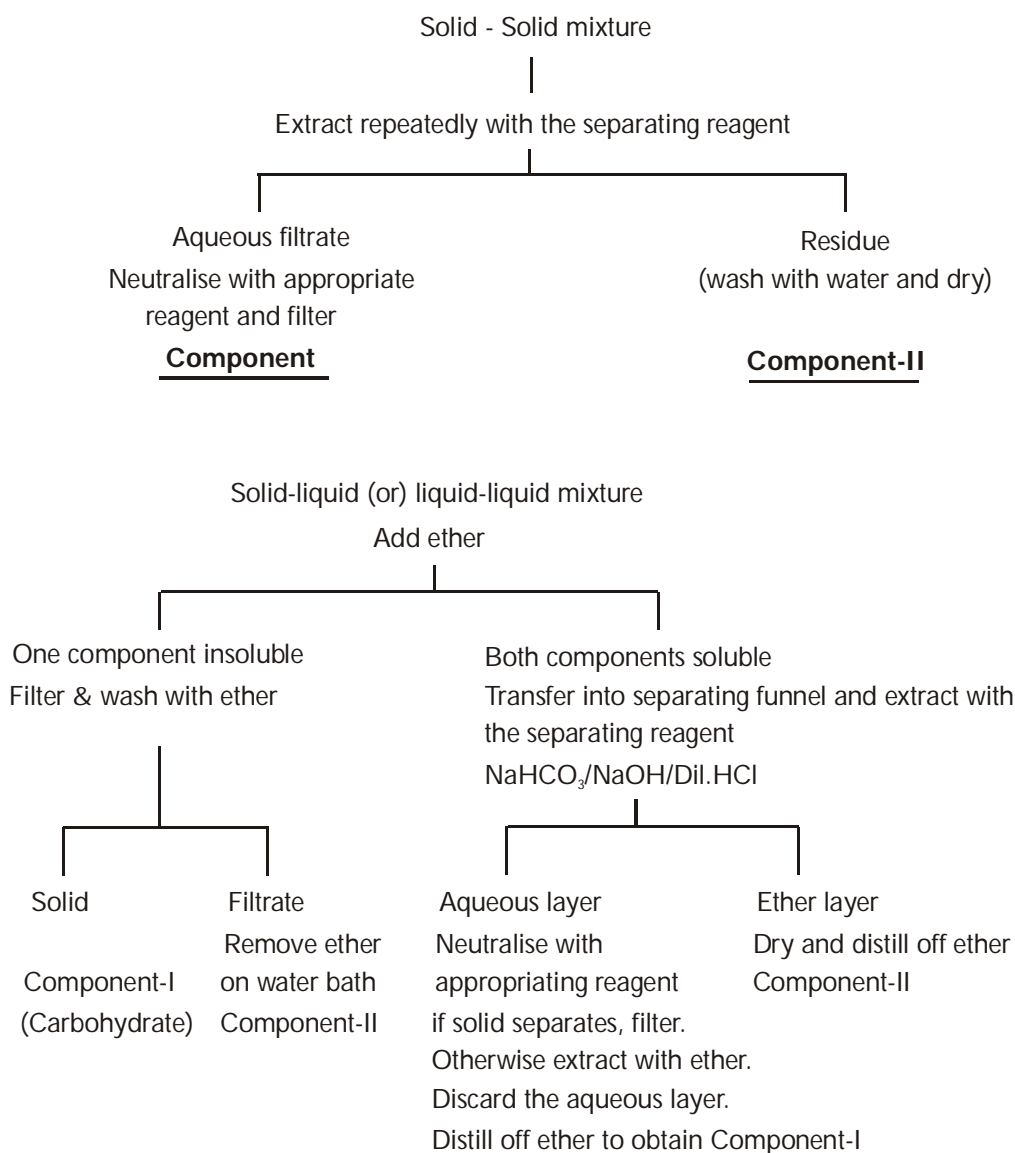 Solid - Solid mixture
Extract repeatedly with the separating reagent
Aqueous filtrate
Neutralise with appropriate
reagent and filter
Component
Residue
(wash with water and dry)
Component-II
Solid-liquid (or) liquid-liquid mixture
Add ether
One component insoluble
Filter & wash with ether
Both components soluble
Transfer into separating funnel and extract with
the separating reagent
NaHCO₃/NaOH/Dil.HCl
Solid
Component-I
(Carbohydrate)
Filtrate
Remove ether
on water bath
Component-II
Aqueous layer
Neutralise with
appropriating reagent
if solid separates, filter.
Otherwise extract with ether.
Discard the aqueous layer.
Distill off ether to obtain Component-I
Ether layer
Dry and distill off ether
Component-II